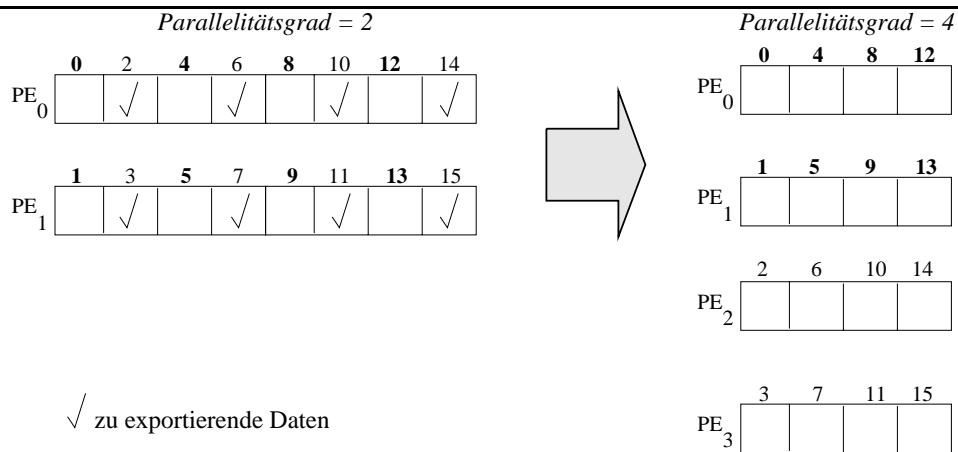 Parallelitätsgrad = 2
0 2 4 6 8 10 12 14
PE0
1 3 5 7 9 11 13 15
PE1
√ zu exportierende Daten
Parallelitätsgrad = 4
0 4 8 12
PE0
1 5 9 13
PE1
2 6 10 14
PE2
3 7 11 15
PE3